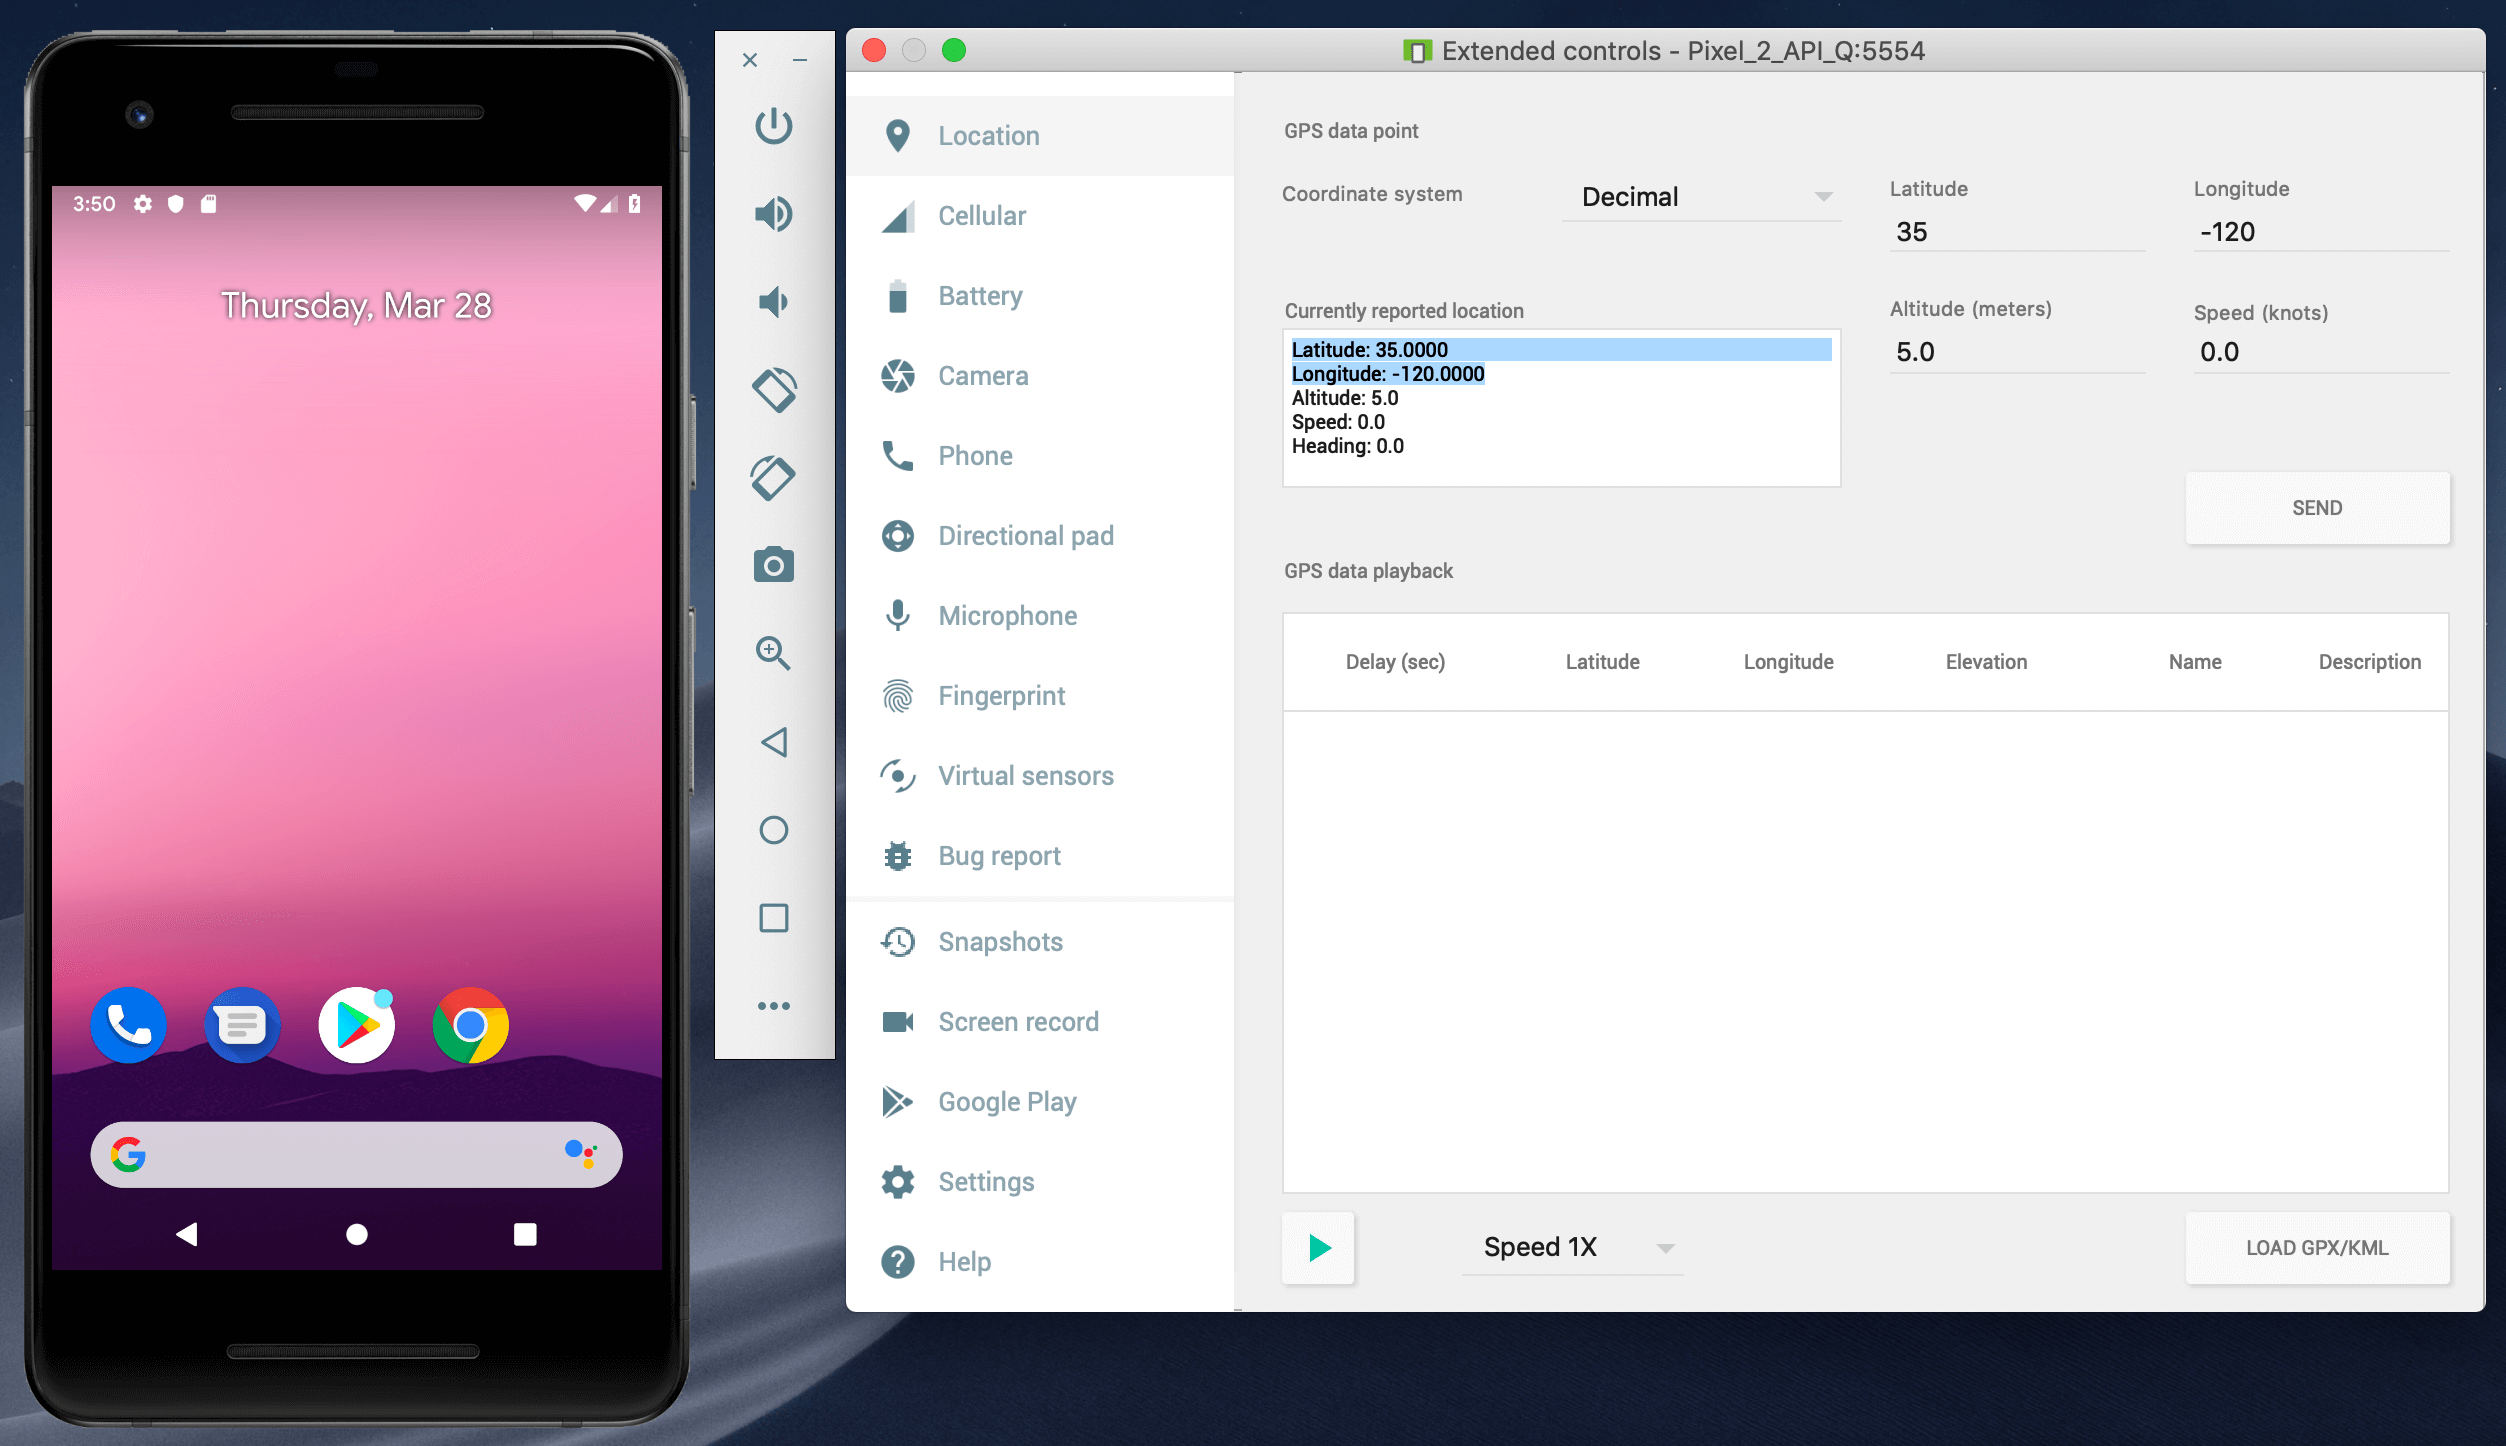 3:50
Thursday, Mar 28
Extended controls - Pixel_2_API_Q:5554
Location
Cellular
Battery
Camera
Phone
Directional pad
Microphone
Fingerprint
Virtual sensors
Bug report
Snapshots
Screen record
Google Play
Settings
Help
GPS data point
Coordinate system
Decimal
Latitude
35
Longitude
-120
Currently reported location
Latitude: 35.0000
Longitude: -120.0000
Altitude: 5.0
Speed: 0.0
Heading: 0.0
Altitude (meters)
5.0
Speed (knots)
0.0
SEND
GPS data playback
Delay (sec) Latitude Longitude Elevation Name Description
Speed 1X
LOAD GPX/KML